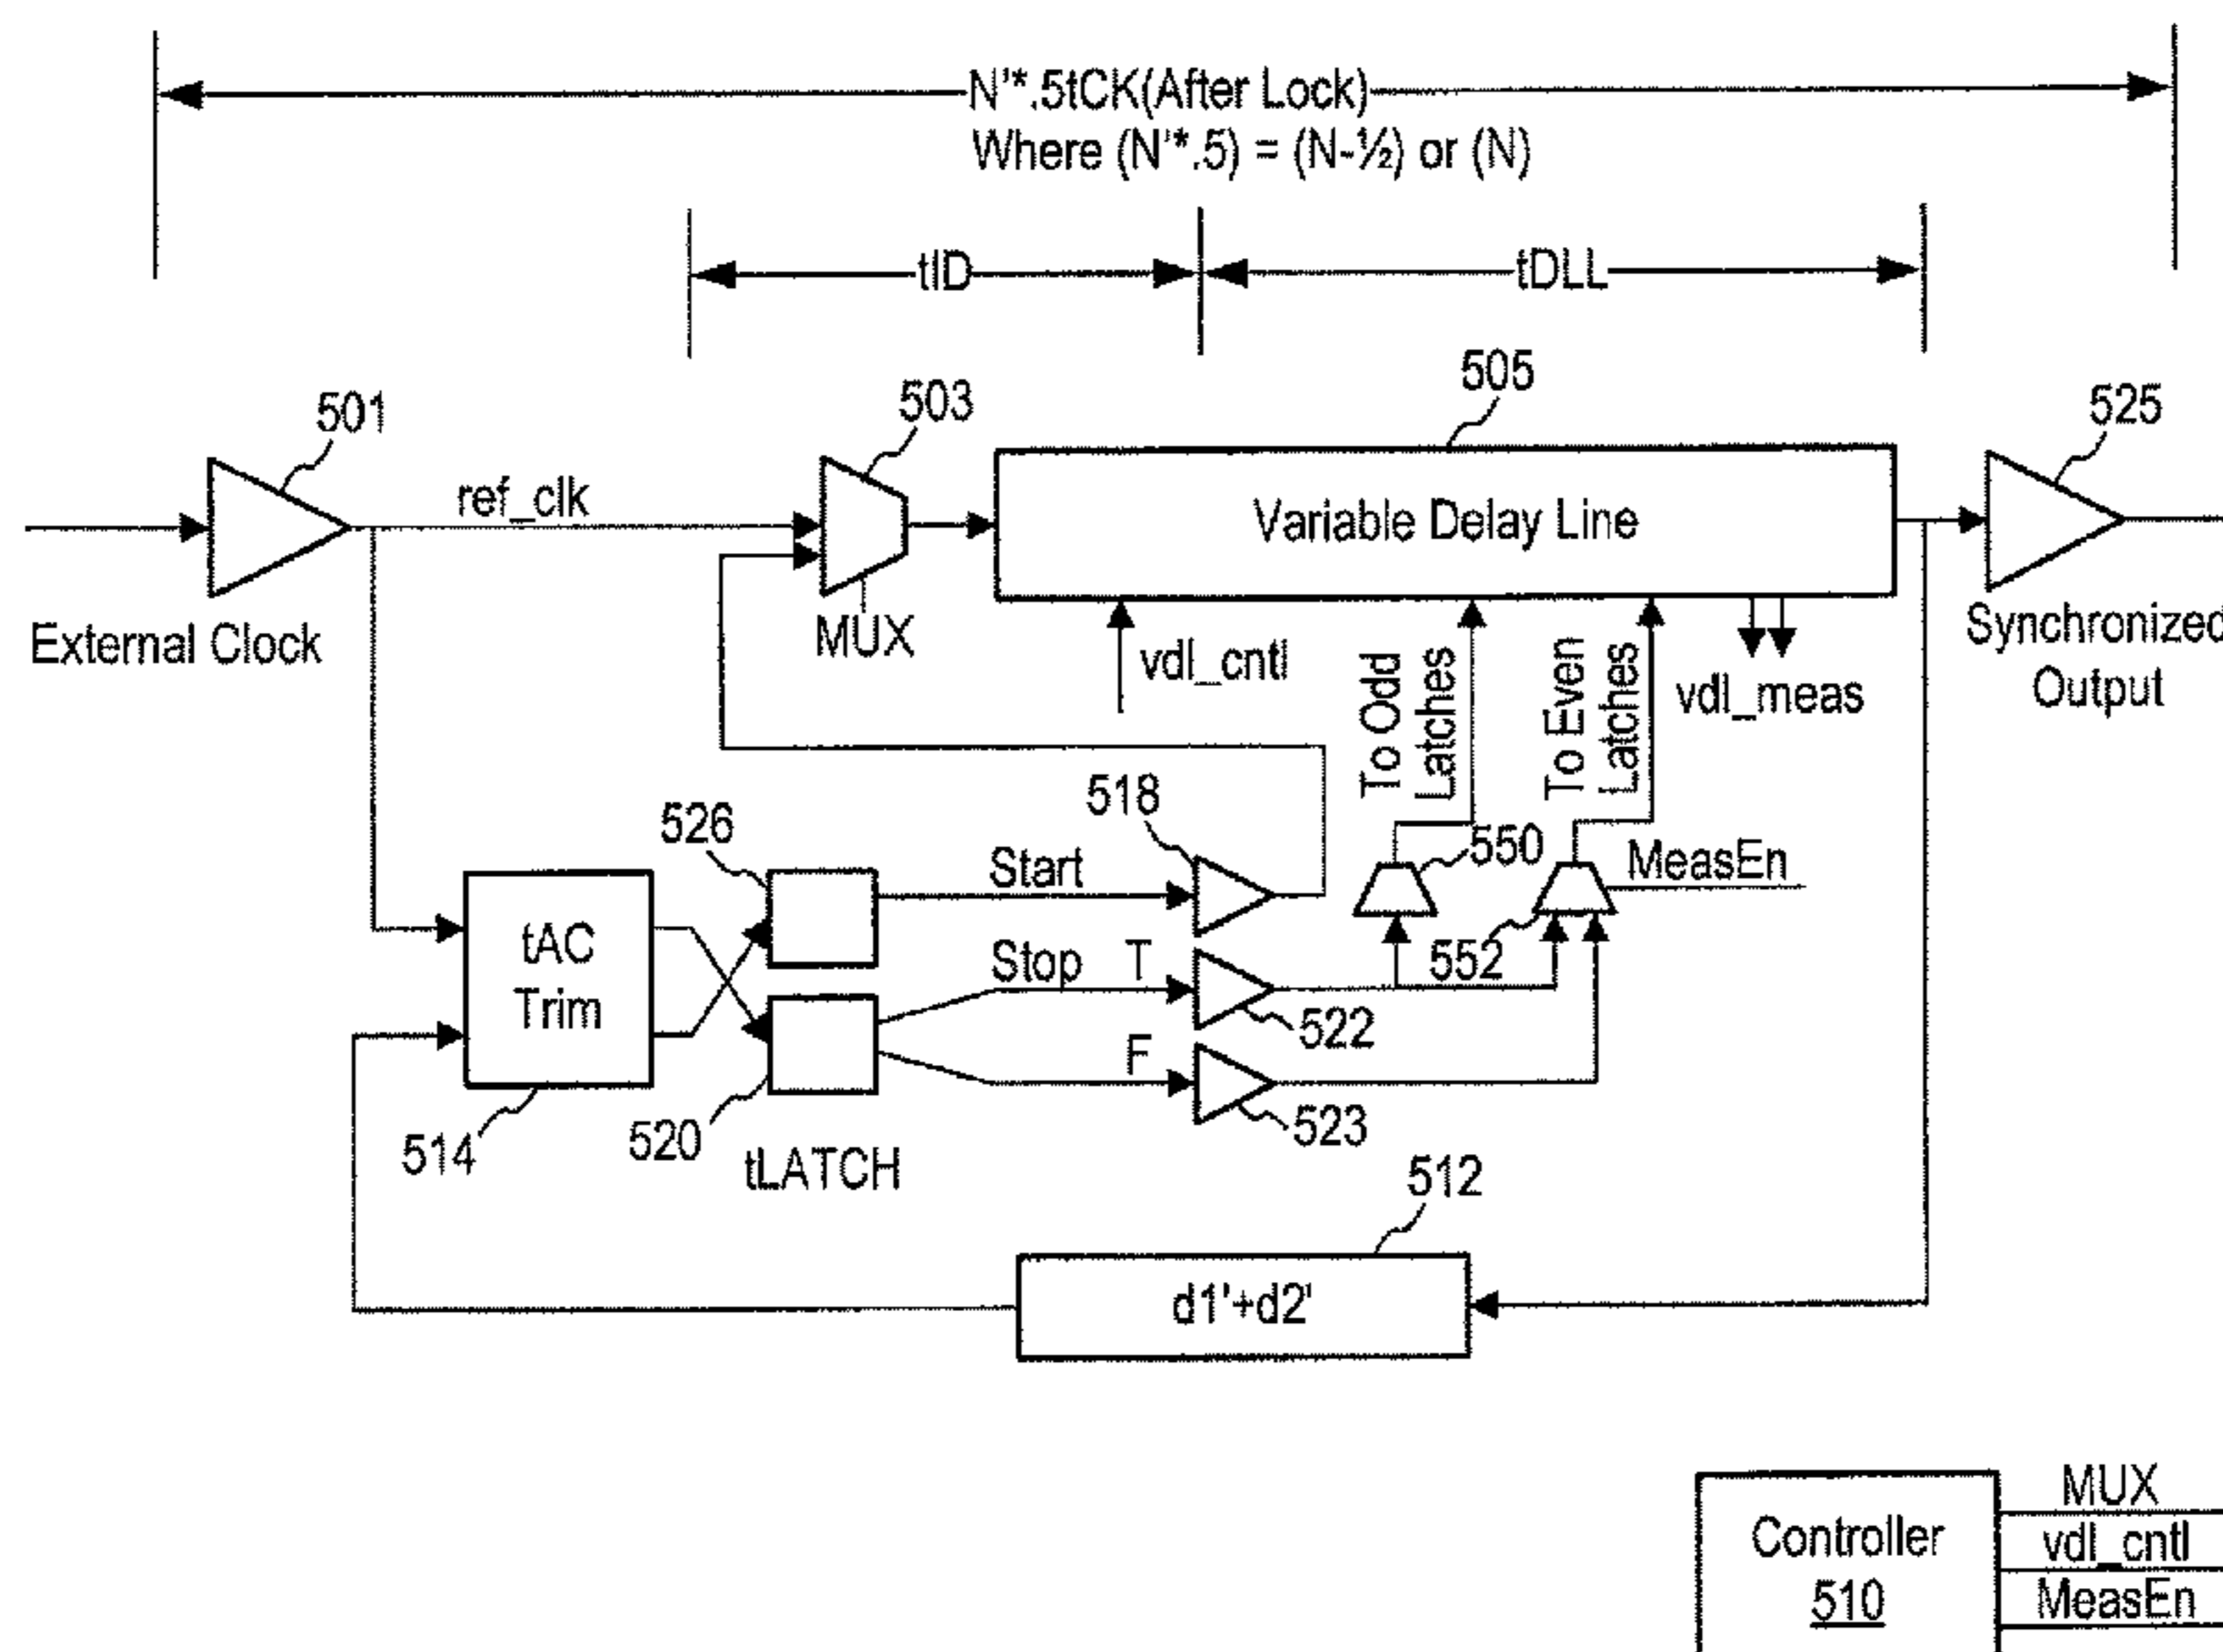 N'*.5tCK(After Lock)
Where (N'*.5) = (N-½) or (N)
tID
tDLL
501
503
505
525
ref_clk
Variable Delay Line
External Clock
MUX
vdl_cntl
To Odd
Latches
To Even
Latches
vdl_meas
Synchronized
Output
526
518
550
MeasEn
Start
tAC
Trim
Stop
T
552
522
F
523
514
520
tLATCH
512
d1'+d2'
Controller
510
MUX
vdl_cntl
MeasEn